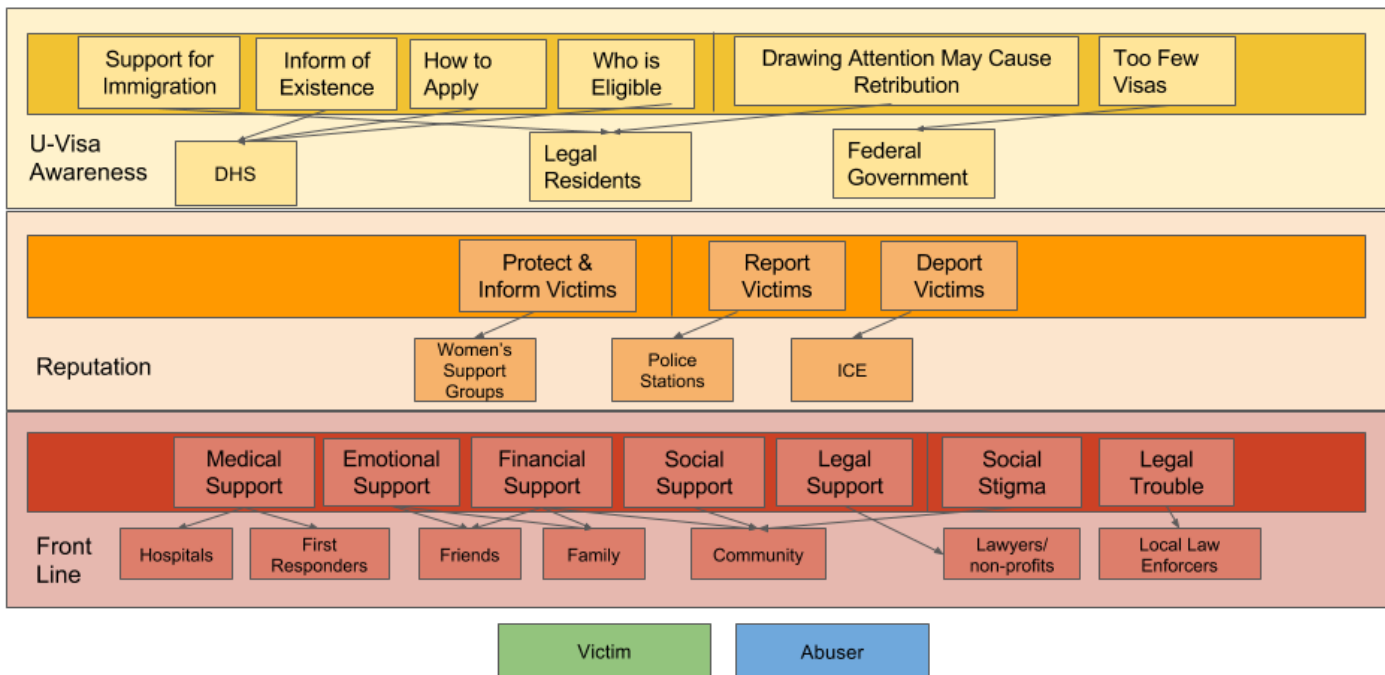 Support for
Immigration
Inform of
Existence
How to
Apply
Who is
Eligible
Drawing Attention May Cause
Retribution
Too Few
Visas
U-Visa
Awareness
DHS
Legal
Residents
Federal
Government
Protect &
Inform Victims
Report
Victims
Deport
Victims
Reputation
Women's
Support
Groups
Police
Stations
ICE
Medical
Support
Emotional
Support
Financial
Support
Social
Support
Legal
Support
Social
Stigma
Legal
Trouble
Front
Line
Hospitals
First
Responders
Friends
Family
Community
Lawyers/
non-profits
Local Law
Enforcers
Victim
Abuser